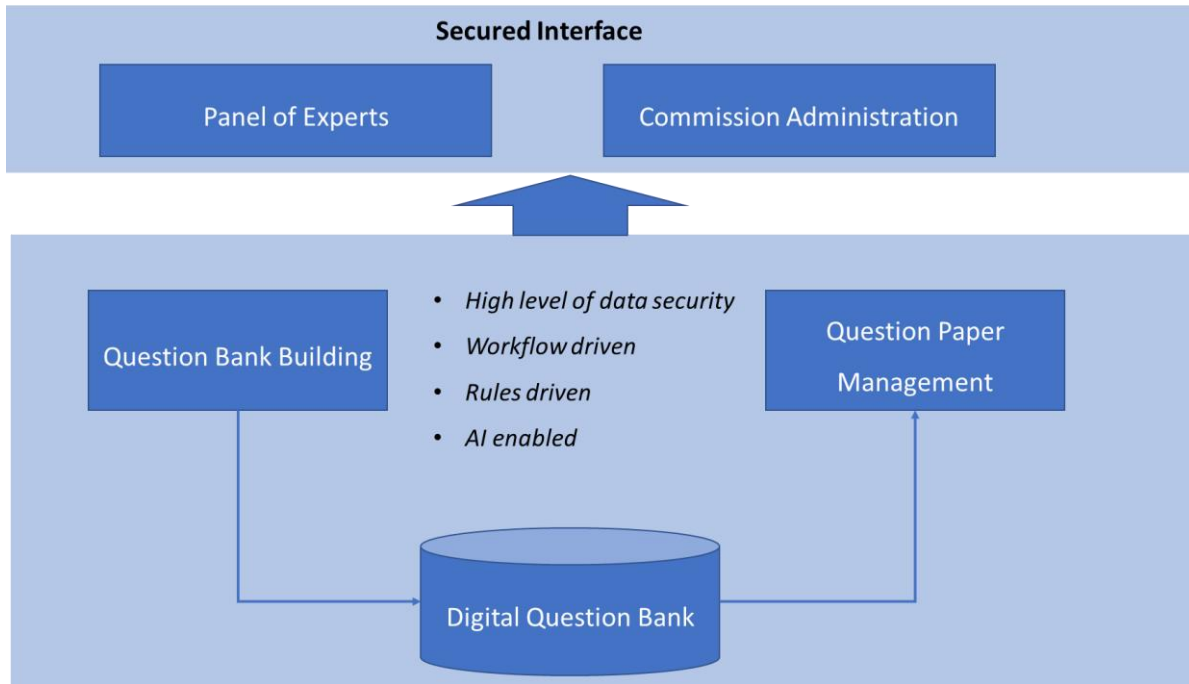 Secured Interface
Panel of Experts
Commission Administration
Question Bank Building
• High level of data security
• Workflow driven
• Rules driven
• AI enabled
Question Paper
Management
Digital Question Bank